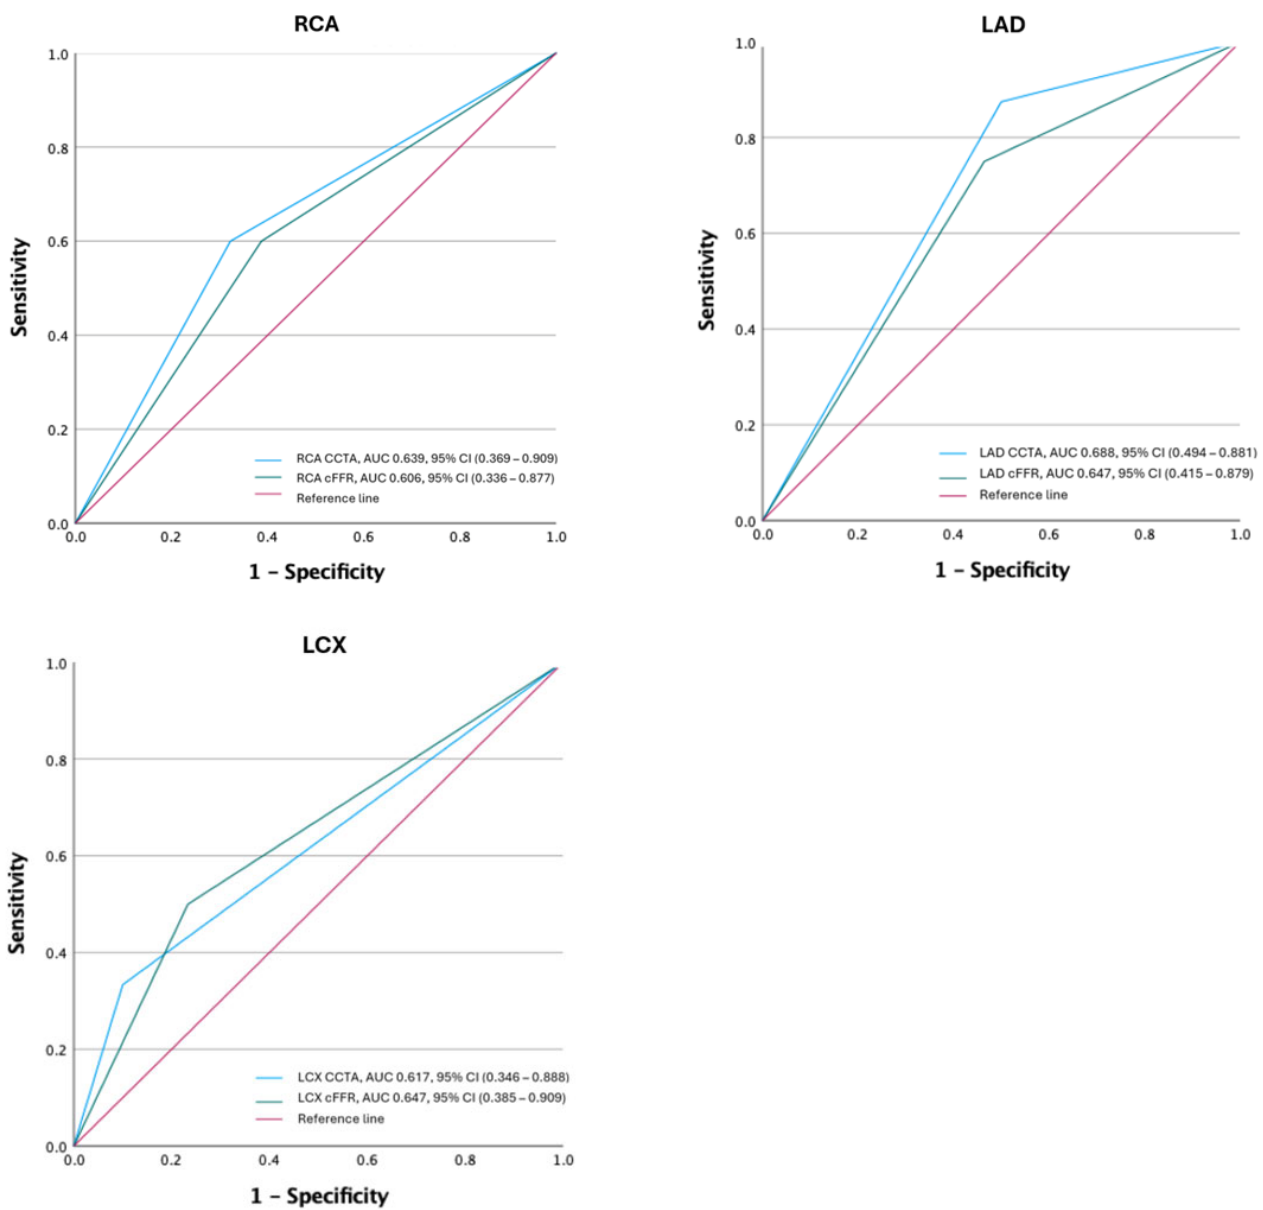 RCA
1.0
0.8
0.6
0.4
0.2
0.0
Sensitivity
RCA CCTA, AUC 0.639, 95% CI (0.369 – 0.909)
RCA cFFR, AUC 0.606, 95% CI (0.336 – 0.877)
Reference line
0.0 0.2 0.4 0.6 0.8 1.0
1 – Specificity
LAD
1.0
0.8
0.6
0.4
0.2
0.0
Sensitivity
LAD CCTA, AUC 0.688, 95% CI (0.494 – 0.881)
LAD cFFR, AUC 0.647, 95% CI (0.415 – 0.879)
Reference line
0.0 0.2 0.4 0.6 0.8 1.0
1 – Specificity
LCX
1.0
0.8
0.6
0.4
0.2
0.0
Sensitivity
LCX CCTA, AUC 0.617, 95% CI (0.346 – 0.888)
LCX cFFR, AUC 0.647, 95% CI (0.385 – 0.909)
Reference line
0.0 0.2 0.4 0.6 0.8 1.0
1 – Specificity